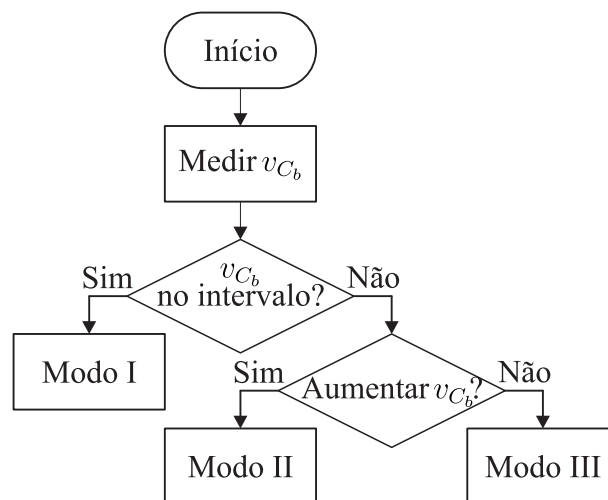 Início
Medir v_{C_b}
v_{C_b}
no intervalo?
Sim
Não
Modo I
Aumentar v_{C_b}?
Sim
Não
Modo II
Modo III